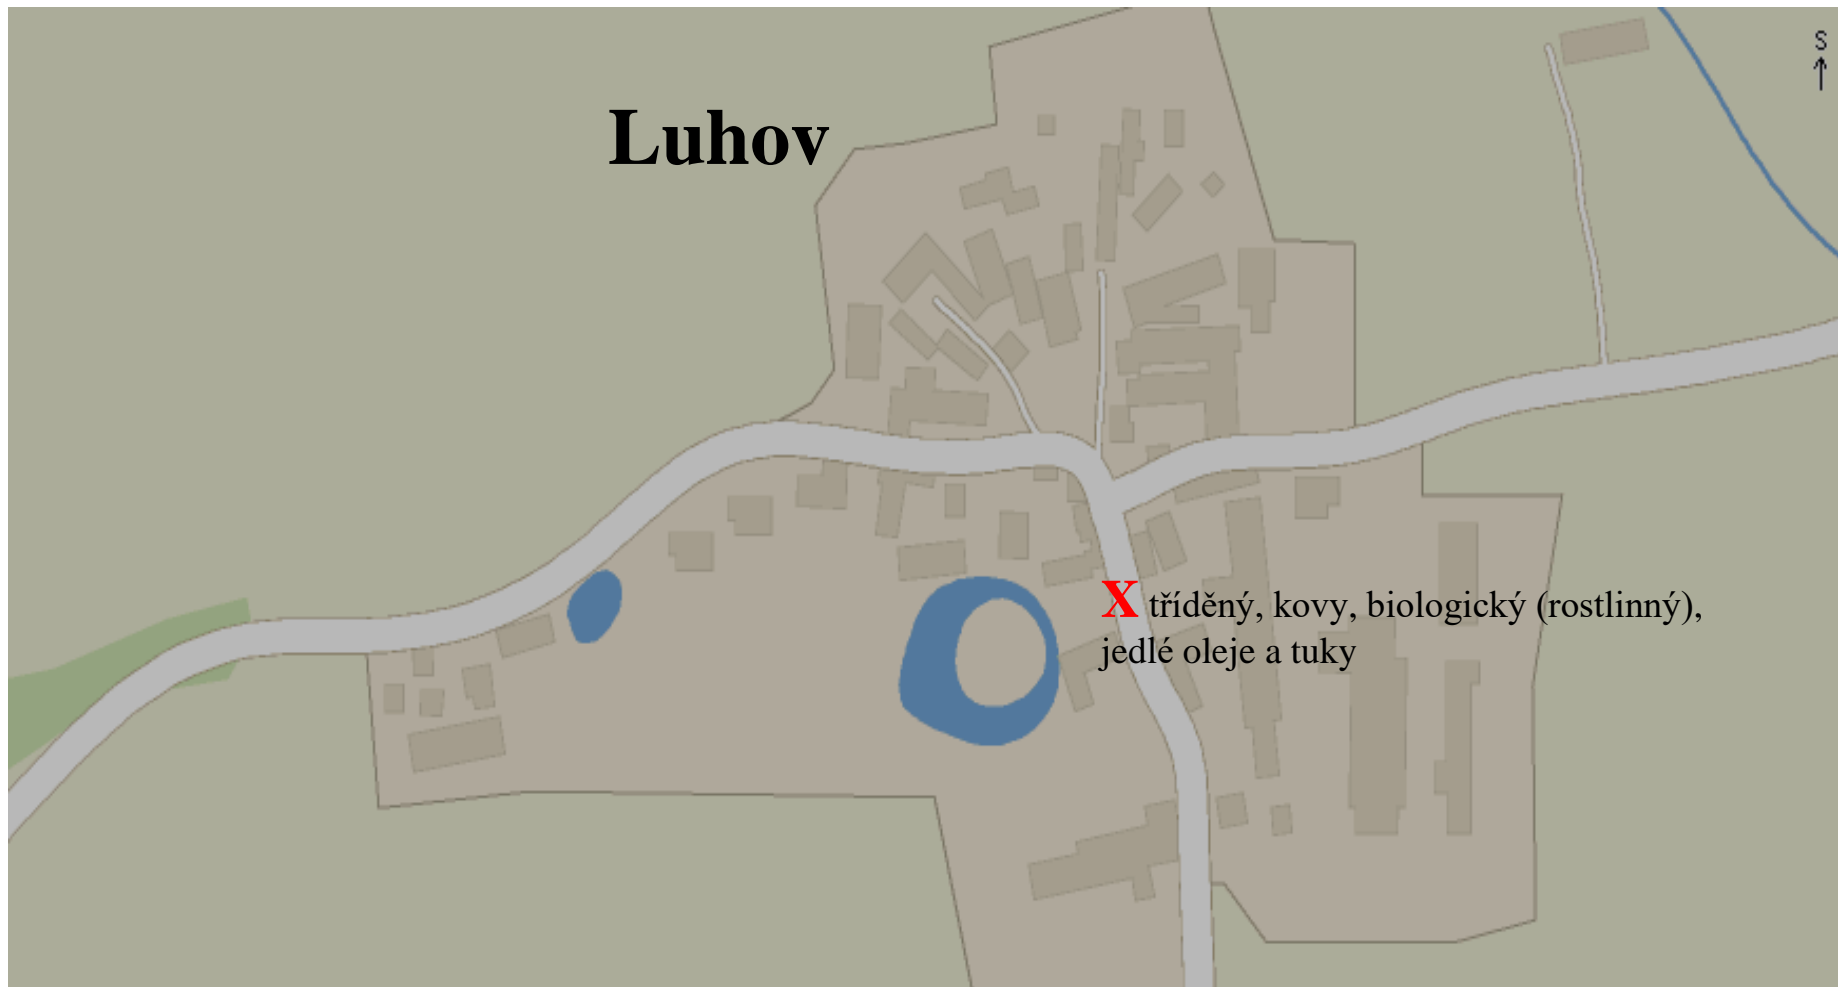 Luhov
S
X tříděný, kovy, biologický (rostlinný),
jedlé oleje a tuky